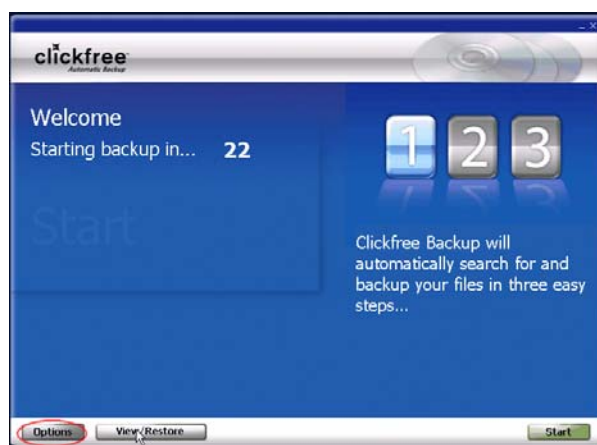 clickfree
Automatic Backup
Welcome
Starting backup in... 22
Start
1 2 3
Clickfree Backup will
automatically search for and
backup your files in three easy
steps...
Options
View/Restore
Start